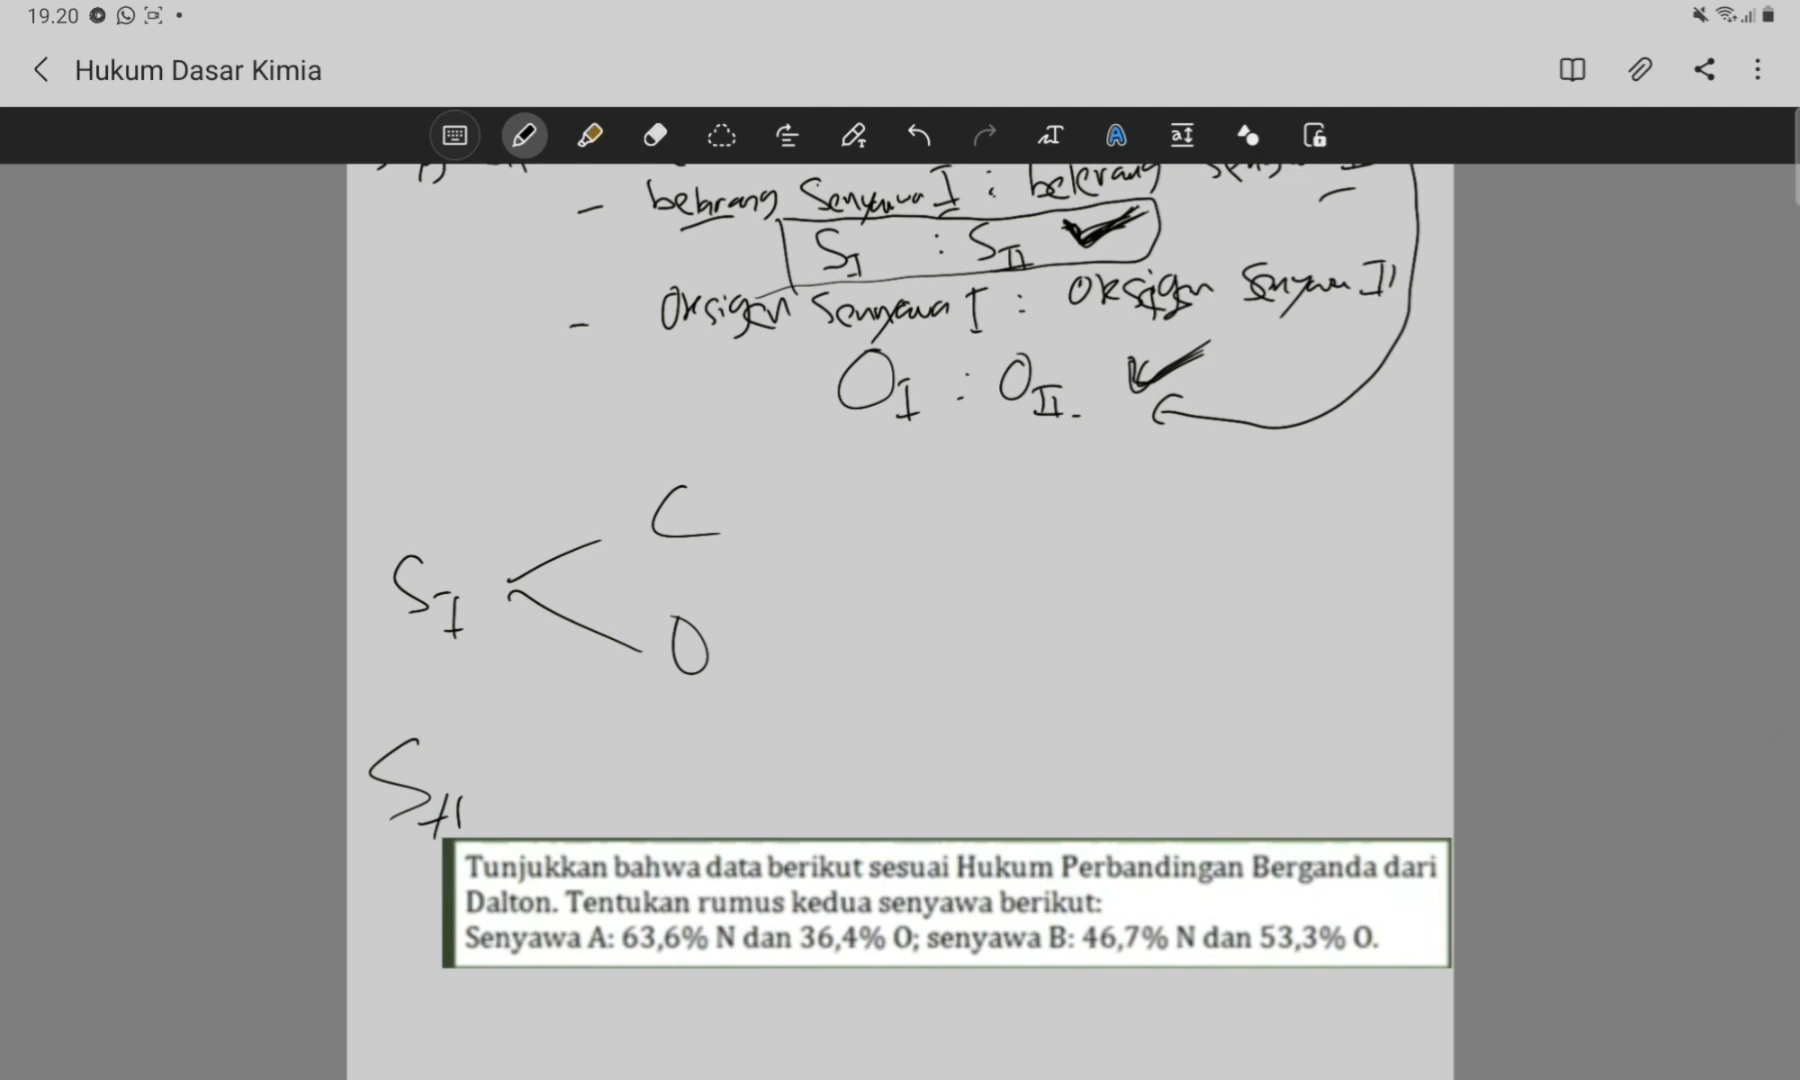 19.20
Hukum Dasar Kimia
- belerang Senyawa I : belerang
S_I : S_II
- Oksigen Senyawa I : Oksigen Senyawa II
O_I : O_II
C
S_I
O
S_II
Tunjukkan bahwa data berikut sesuai Hukum Perbandingan Berganda dari
Dalton. Tentukan rumus kedua senyawa berikut:
Senyawa A: 63,6% N dan 36,4% O; senyawa B: 46,7% N dan 53,3% O.